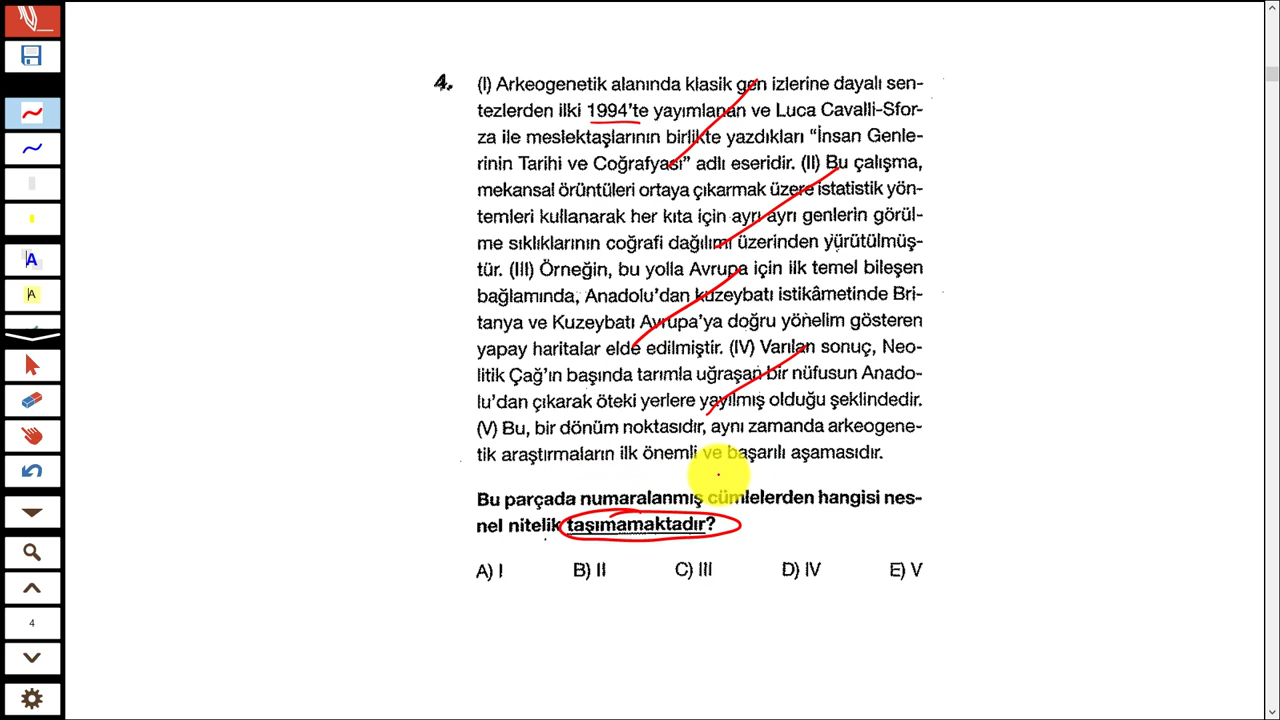 4. (I) Arkeogenetik alanında klasik gen izlerine dayalı sen-
tezlerden ilki 1994’te yayımlanan ve Luca Cavalli-Sfor-
za ile meslektaşlarının birlikte yazdıkları “İnsan Genle-
rinin Tarihi ve Coğrafyası” adlı eseridir. (II) Bu çalışma,
mekansal örüntüleri ortaya çıkarmak üzere istatistik yön-
temleri kullanarak her kıta için ayrı ayrı genlerin görül-
me sıklıklarının coğrafi dağılımı üzerinden yürütülmüş-
tür. (III) Örneğin, bu yolla Avrupa için ilk temel bileşen
bağlamında, Anadolu’dan kuzeybatı istikâmetinde Bri-
tanya ve Kuzeybatı Avrupa’ya doğru yönelim gösteren
yapay haritalar elde edilmiştir. (IV) Varılan sonuç, Neo-
litik Çağ’ın başında tarımla uğraşan bir nüfusun Anado-
lu’dan çıkarak öteki yerlere yayılmış olduğu şeklindedir.
(V) Bu, bir dönüm noktasıdır, aynı zamanda arkeogene-
tik araştırmaların ilk önemli ve başarılı aşamasıdır.
Bu parçada numaralanmış cümlelerden hangisi nes-
nel nitelik taşımamaktadır?
A) I B) II C) III D) IV E) V
A
A
4